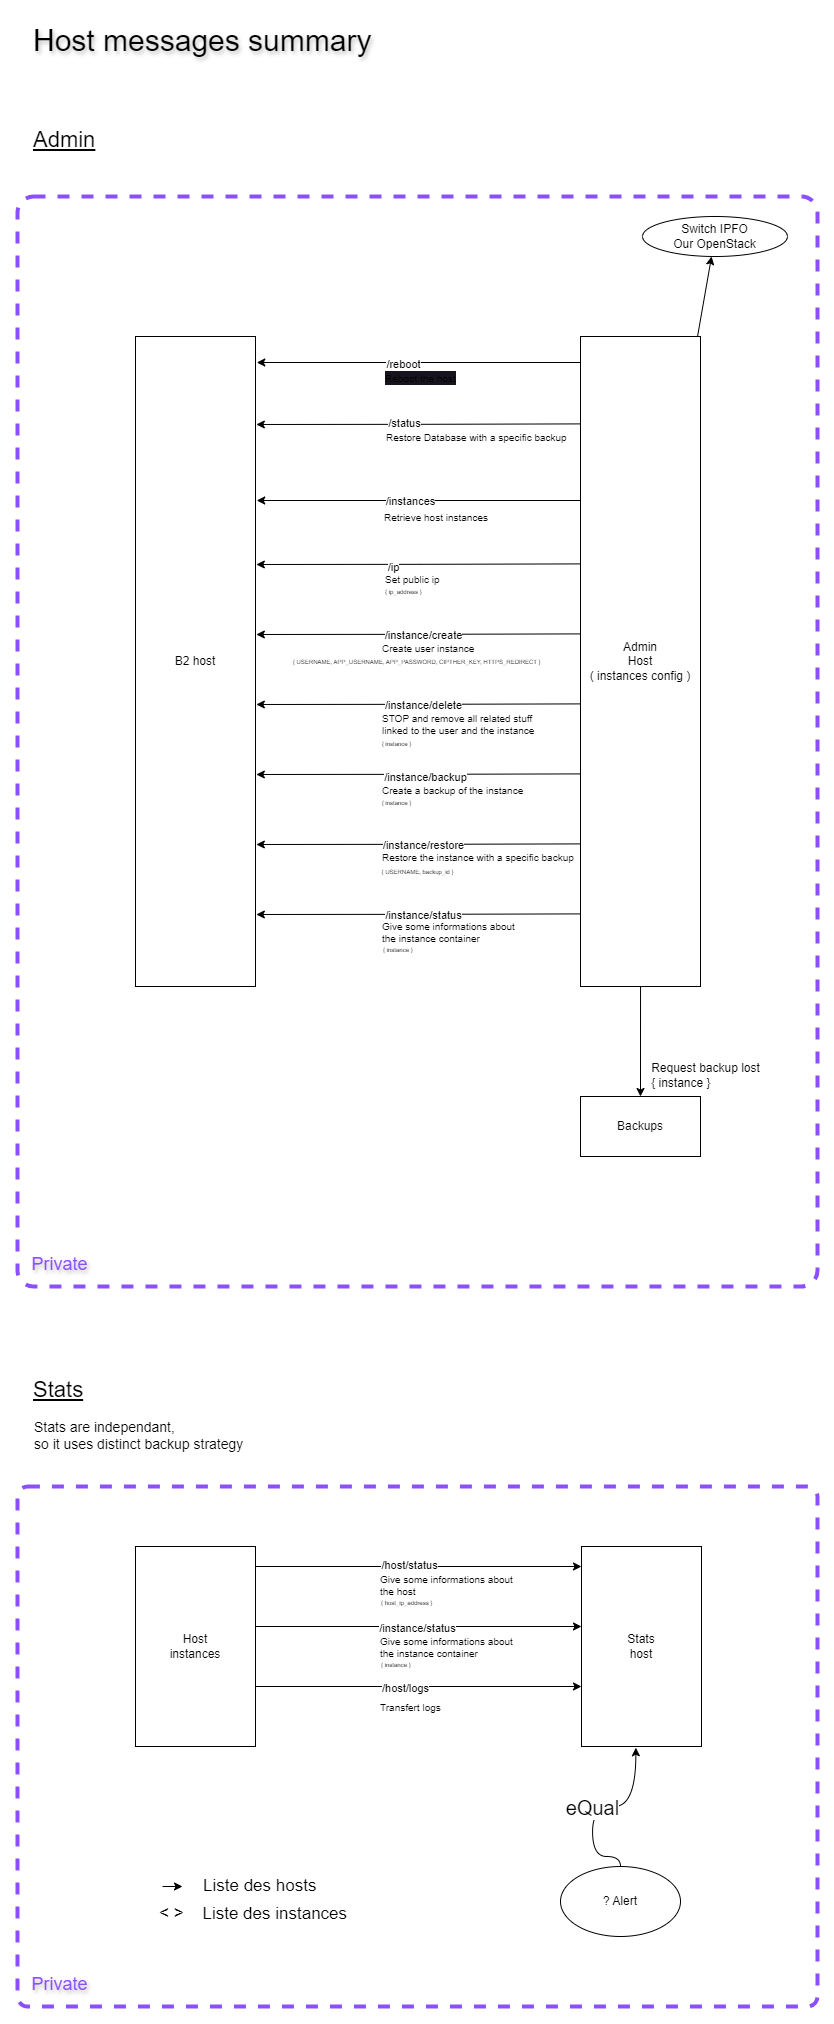 Host messages summary
Admin
Switch IPFO
Our OpenStack
/reboot
/status
Restore Database with a specific backup
/instances
Retrieve host instances
/ip
Set public ip
{ ip_address }
B2 host
Admin
Host
( instances config )
/instance/create
Create user instance
{ USERNAME, APP_USERNAME, APP_PASSWORD, CIPTHER_KEY, HTTPS_REDIRECT }
/instance/delete
STOP and remove all related stuff
linked to the user and the instance
{ instance }
/instance/backup
Create a backup of the instance
{ instance }
/instance/restore
Restore the instance with a specific backup
{ USERNAME, backup_id }
/instance/status
Give some informations about
the instance container
{ instance }
Request backup lost
{ instance }
Backups
Private
Stats
Stats are independant,
so it uses distinct backup strategy
/host/status
Give some informations about
the host
{ host_ip_address }
Host
instances
Stats
host
/instance/status
Give some informations about
the instance container
{ instance }
/host/logs
Transfert logs
eQual
? Alert
Liste des hosts
< > Liste des instances
Private